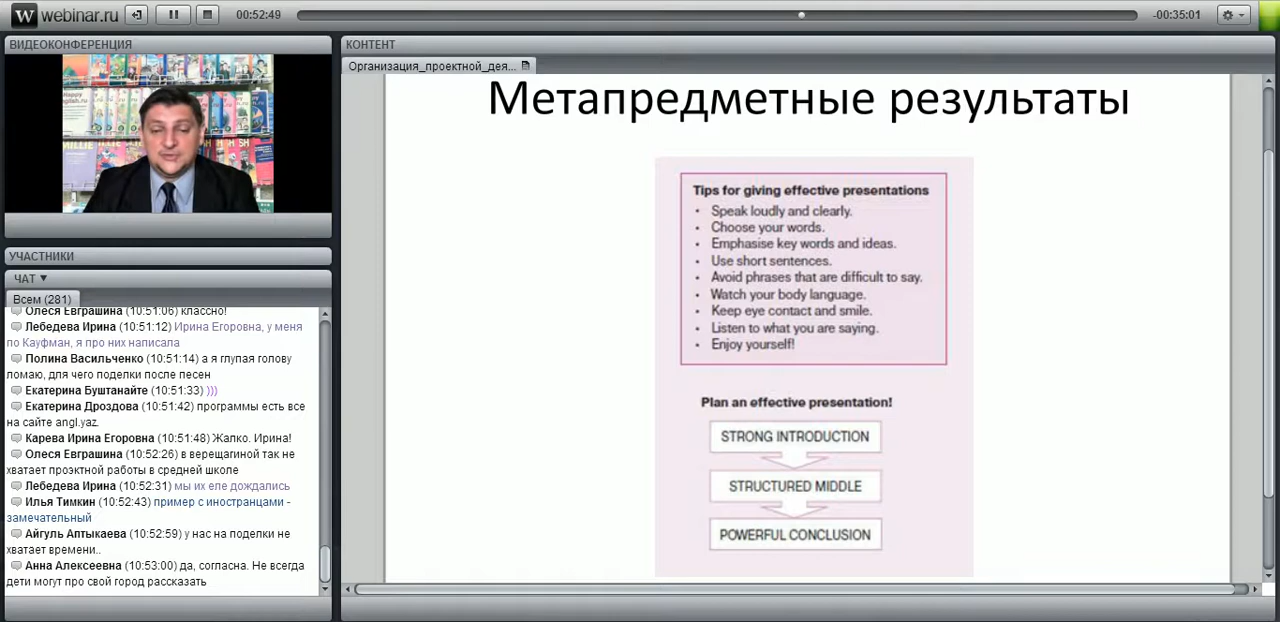 webinar.ru
00:52:49
-00:35:01
ВИДЕОКОНФЕРЕНЦИЯ
УЧАСТНИКИ
ЧАТ
Всем (281)
Олеся Евграшина (10:51:06) классно!
Лебедева Ирина (10:51:12) Ирина Егоровна, у меня
по Кауфман, я про них написала
Полина Васильченко (10:51:14) а я глупая голову
ломаю, для чего поделки после песен
Екатерина Буштанайте (10:51:33) )))
Екатерина Дроздова (10:51:42) программы есть все
на сайте angl.yaz.
Карева Ирина Егоровна (10:51:48) Жалко. Ирина!
Олеся Евграшина (10:52:26) в верещагиной так не
хватает проэктной работы в средней школе
Лебедева Ирина (10:52:31) мы их еле дождались
Илья Тимкин (10:52:43) пример с иностранцами -
замечательный
Айгуль Аптыкаева (10:52:59) у нас на поделки не
хватает времени..
Анна Алексеевна (10:53:00) да, согласна. Не всегда
дети могут про свой город рассказать
КОНТЕНТ
Организация_проектной_дея...
Метапредметные результаты
Tips for giving effective presentations
• Speak loudly and clearly.
• Choose your words.
• Emphasise key words and ideas.
• Use short sentences.
• Avoid phrases that are difficult to say.
• Watch your body language.
• Keep eye contact and smile.
• Listen to what you are saying.
• Enjoy yourself!
Plan an effective presentation!
STRONG INTRODUCTION
STRUCTURED MIDDLE
POWERFUL CONCLUSION